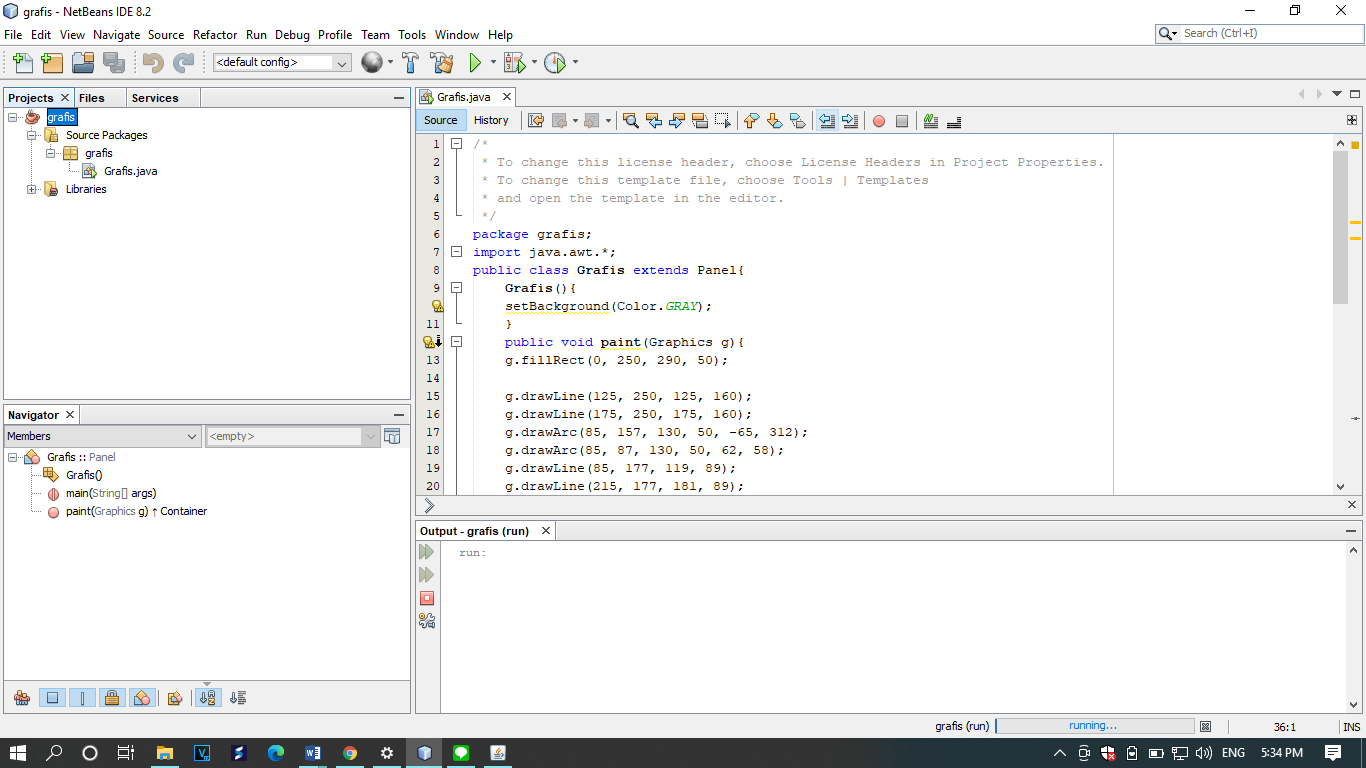 grafis - NetBeans IDE 8.2
File Edit View Navigate Source Refactor Run Debug Profile Team Tools Window Help
Search (Ctrl+I)
<default config>
Projects Files Services
grafis
Source Packages
grafis
Grafis.java
Libraries
Navigator
Members
<empty>
Grafis :: Panel
Grafis()
main(String[] args)
paint(Graphics g) ↑ Container
Grafis.java
Source History
1 /*
2 * To change this license header, choose License Headers in Project Properties.
3 * To change this template file, choose Tools | Templates
4 * and open the template in the editor.
5 */
6 package grafis;
7 import java.awt.*;
8 public class Grafis extends Panel{
9 Grafis(){
setBackground(Color.GRAY);
11 }
public void paint(Graphics g){
13 g.fillRect(0, 250, 290, 50);
14
15 g.drawLine(125, 250, 125, 160);
16 g.drawLine(175, 250, 175, 160);
17 g.drawArc(85, 157, 130, 50, -65, 312);
18 g.drawArc(85, 87, 130, 50, 62, 58);
19 g.drawLine(85, 177, 119, 89);
20 g.drawLine(215, 177, 181, 89);
Output - grafis (run)
run:
grafis (run) running... 36:1 INS
ENG 5:34 PM